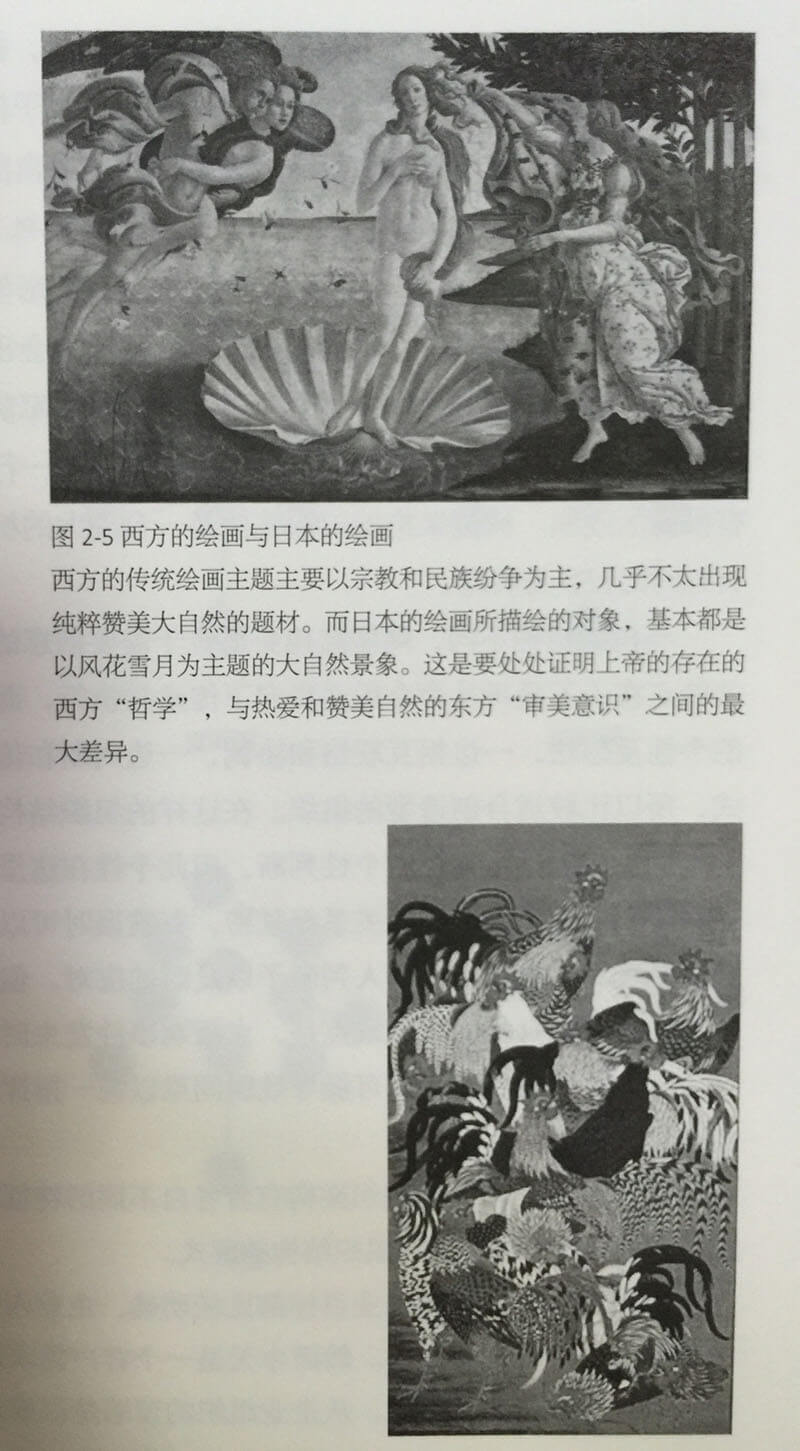 图 2-5 西方的绘画与日本的绘画
西方的传统绘画主题主要以宗教和民族纷争为主，几乎不太出现
纯粹赞美大自然的题材。而日本的绘画所描绘的对象，基本都是
以风花雪月为主题的大自然景象。这是要处处证明上帝的存在的
西方“哲学”，与热爱和赞美自然的东方“审美意识”之间的最
大差异。